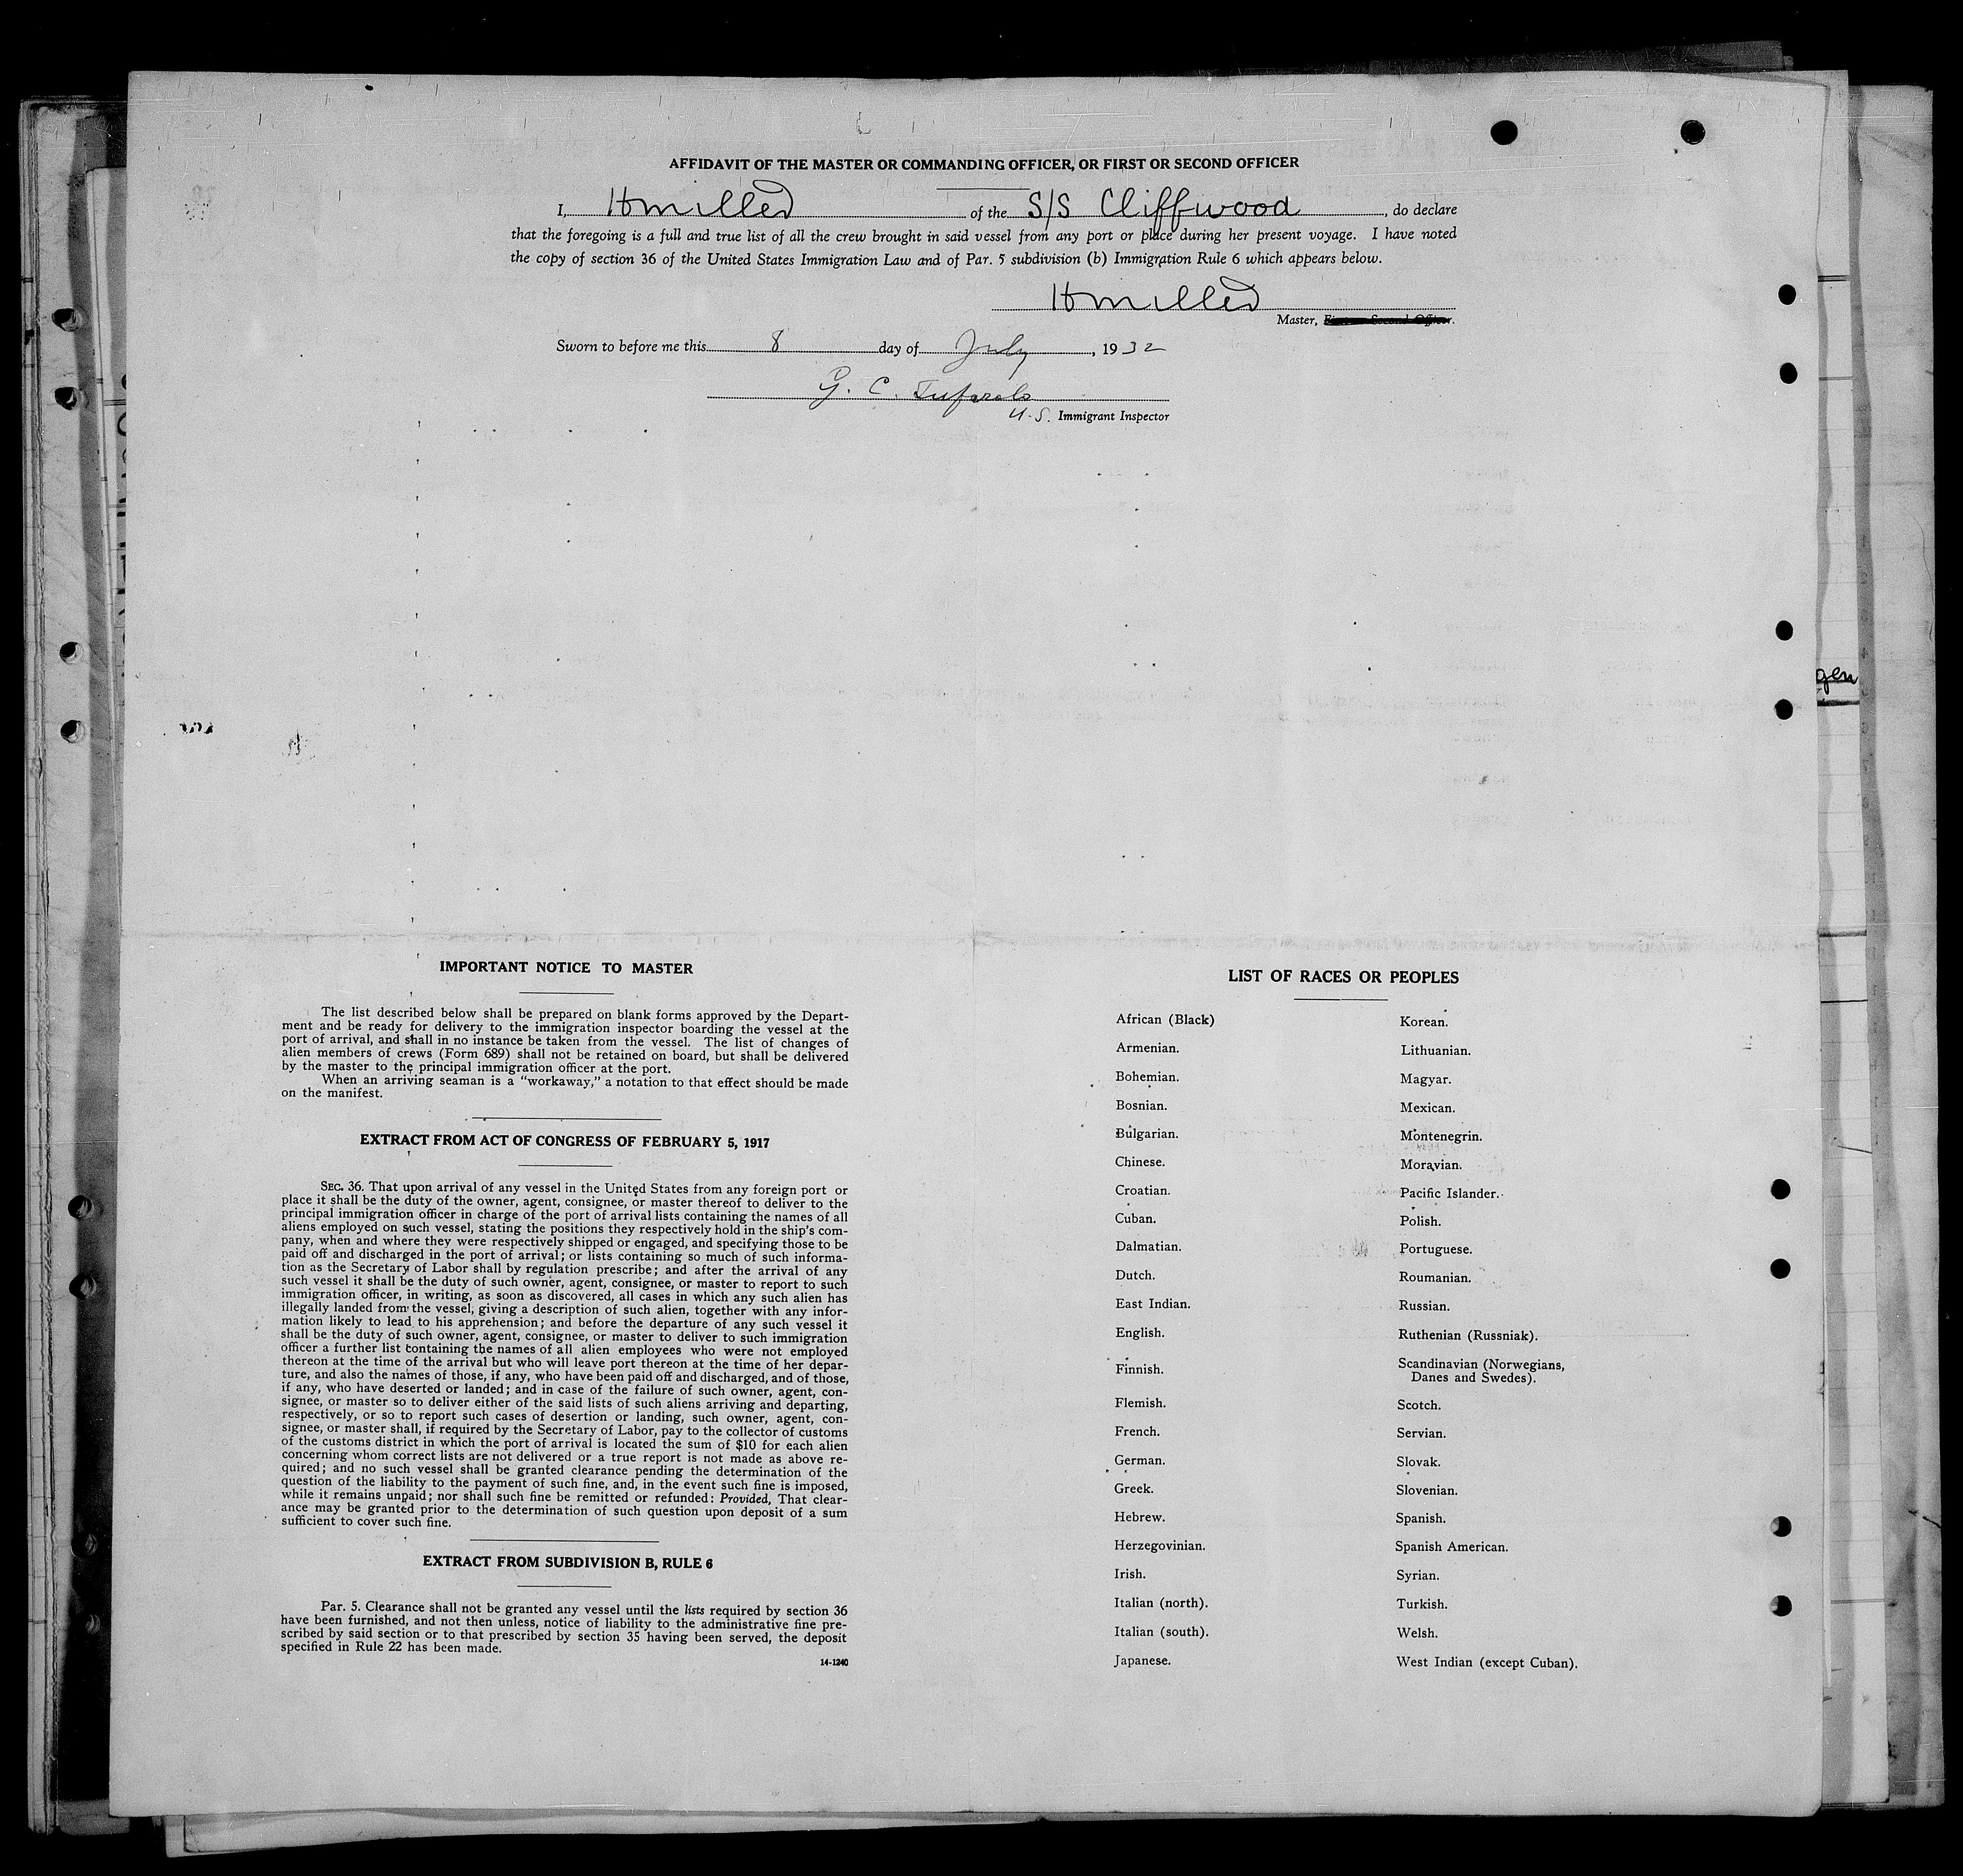 AFFIDAVIT OF THE MASTER OR COMMANDING OFFICER, OR FIRST OR SECOND OFFICER
I, of the S/S Cliffwood, do declare
that the foregoing is a full and true list of all the crew brought in said vessel from any port or place during her present voyage. I have noted
the copy of section 36 of the United States Immigration Law and of Par. 5 subdivision (b) Immigration Rule 6 which appears below.
Master, First or Second Officer.
Sworn to before me this 8 day of July, 1932
G. C.
U.S. Immigrant Inspector
gen
IMPORTANT NOTICE TO MASTER
The list described below shall be prepared on blank forms approved by the Depart-
ment and be ready for delivery to the immigration inspector boarding the vessel at the
port of arrival, and shall in no instance be taken from the vessel. The list of changes of
alien members of crews (Form 689) shall not be retained on board, but shall be delivered
by the master to the principal immigration officer at the port.
When an arriving seaman is a "workaway," a notation to that effect should be made
on the manifest.
EXTRACT FROM ACT OF CONGRESS OF FEBRUARY 5, 1917
SEC. 36. That upon arrival of any vessel in the United States from any foreign port or
place it shall be the duty of the owner, agent, consignee, or master thereof to deliver to the
principal immigration officer in charge of the port of arrival lists containing the names of all
aliens employed on such vessel, stating the positions they respectively hold in the ship's com-
pany, when and where they were respectively shipped or engaged, and specifying those to be
paid off and discharged in the port of arrival; or lists containing so much of such informa-
tion as the Secretary of Labor shall by regulation prescribe; and after the arrival of any
such vessel it shall be the duty of such owner, agent, consignee, or master to report to such
immigration officer, in writing, as soon as discovered, all cases in which any such alien has
illegally landed from the vessel, giving a description of such alien, together with any infor-
mation likely to lead to his apprehension; and before the departure of any such vessel it
shall be the duty of such owner, agent, consignee, or master to deliver to such immigration
officer a further list containing the names of all alien employees who were not employed
thereon at the time of the arrival but who will leave port thereon at the time of her depar-
ture, and also the names of those, if any, who have been paid off and discharged, and of those,
if any, who have deserted or landed; and in case of the failure of such owner, agent, con-
signee, or master so to deliver either of the said lists of such aliens arriving and departing,
respectively, or so to report such cases of desertion or landing, such owner, agent, con-
signee, or master shall, if required by the Secretary of Labor, pay to the collector of customs
of the customs district in which the port of arrival is located the sum of $10 for each alien
concerning whom correct lists are not delivered or a true report is not made as above re-
quired; and no such vessel shall be granted clearance pending the determination of the
question of the liability to the payment of such fine, and, in the event such fine is imposed,
while it remains unpaid; nor shall such fine be remitted or refunded: Provided, That clear-
ance may be granted prior to the determination of such question upon deposit of a sum
sufficient to cover such fine.
EXTRACT FROM SUBDIVISION B, RULE 6
Par. 5. Clearance shall not be granted any vessel until the lists required by section 36
have been furnished, and not then unless, notice of liability to the administrative fine pre-
scribed by said section or to that prescribed by section 35 having been served, the deposit
specified in Rule 22 has been made.
14-1240
LIST OF RACES OR PEOPLES
African (Black)
Armenian.
Bohemian.
Bosnian.
Bulgarian.
Chinese.
Croatian.
Cuban.
Dalmatian.
Dutch.
East Indian.
English.
Finnish.
Flemish.
French.
German.
Greek.
Hebrew.
Herzegovinian.
Irish.
Italian (north).
Italian (south).
Japanese.
Korean.
Lithuanian.
Magyar.
Mexican.
Montenegrin.
Moravian.
Pacific Islander.
Polish.
Portuguese.
Roumanian.
Russian.
Ruthenian (Russniak).
Scandinavian (Norwegians,
Danes and Swedes).
Scotch.
Servian.
Slovak.
Slovenian.
Spanish.
Spanish American.
Syrian.
Turkish.
Welsh.
West Indian (except Cuban).